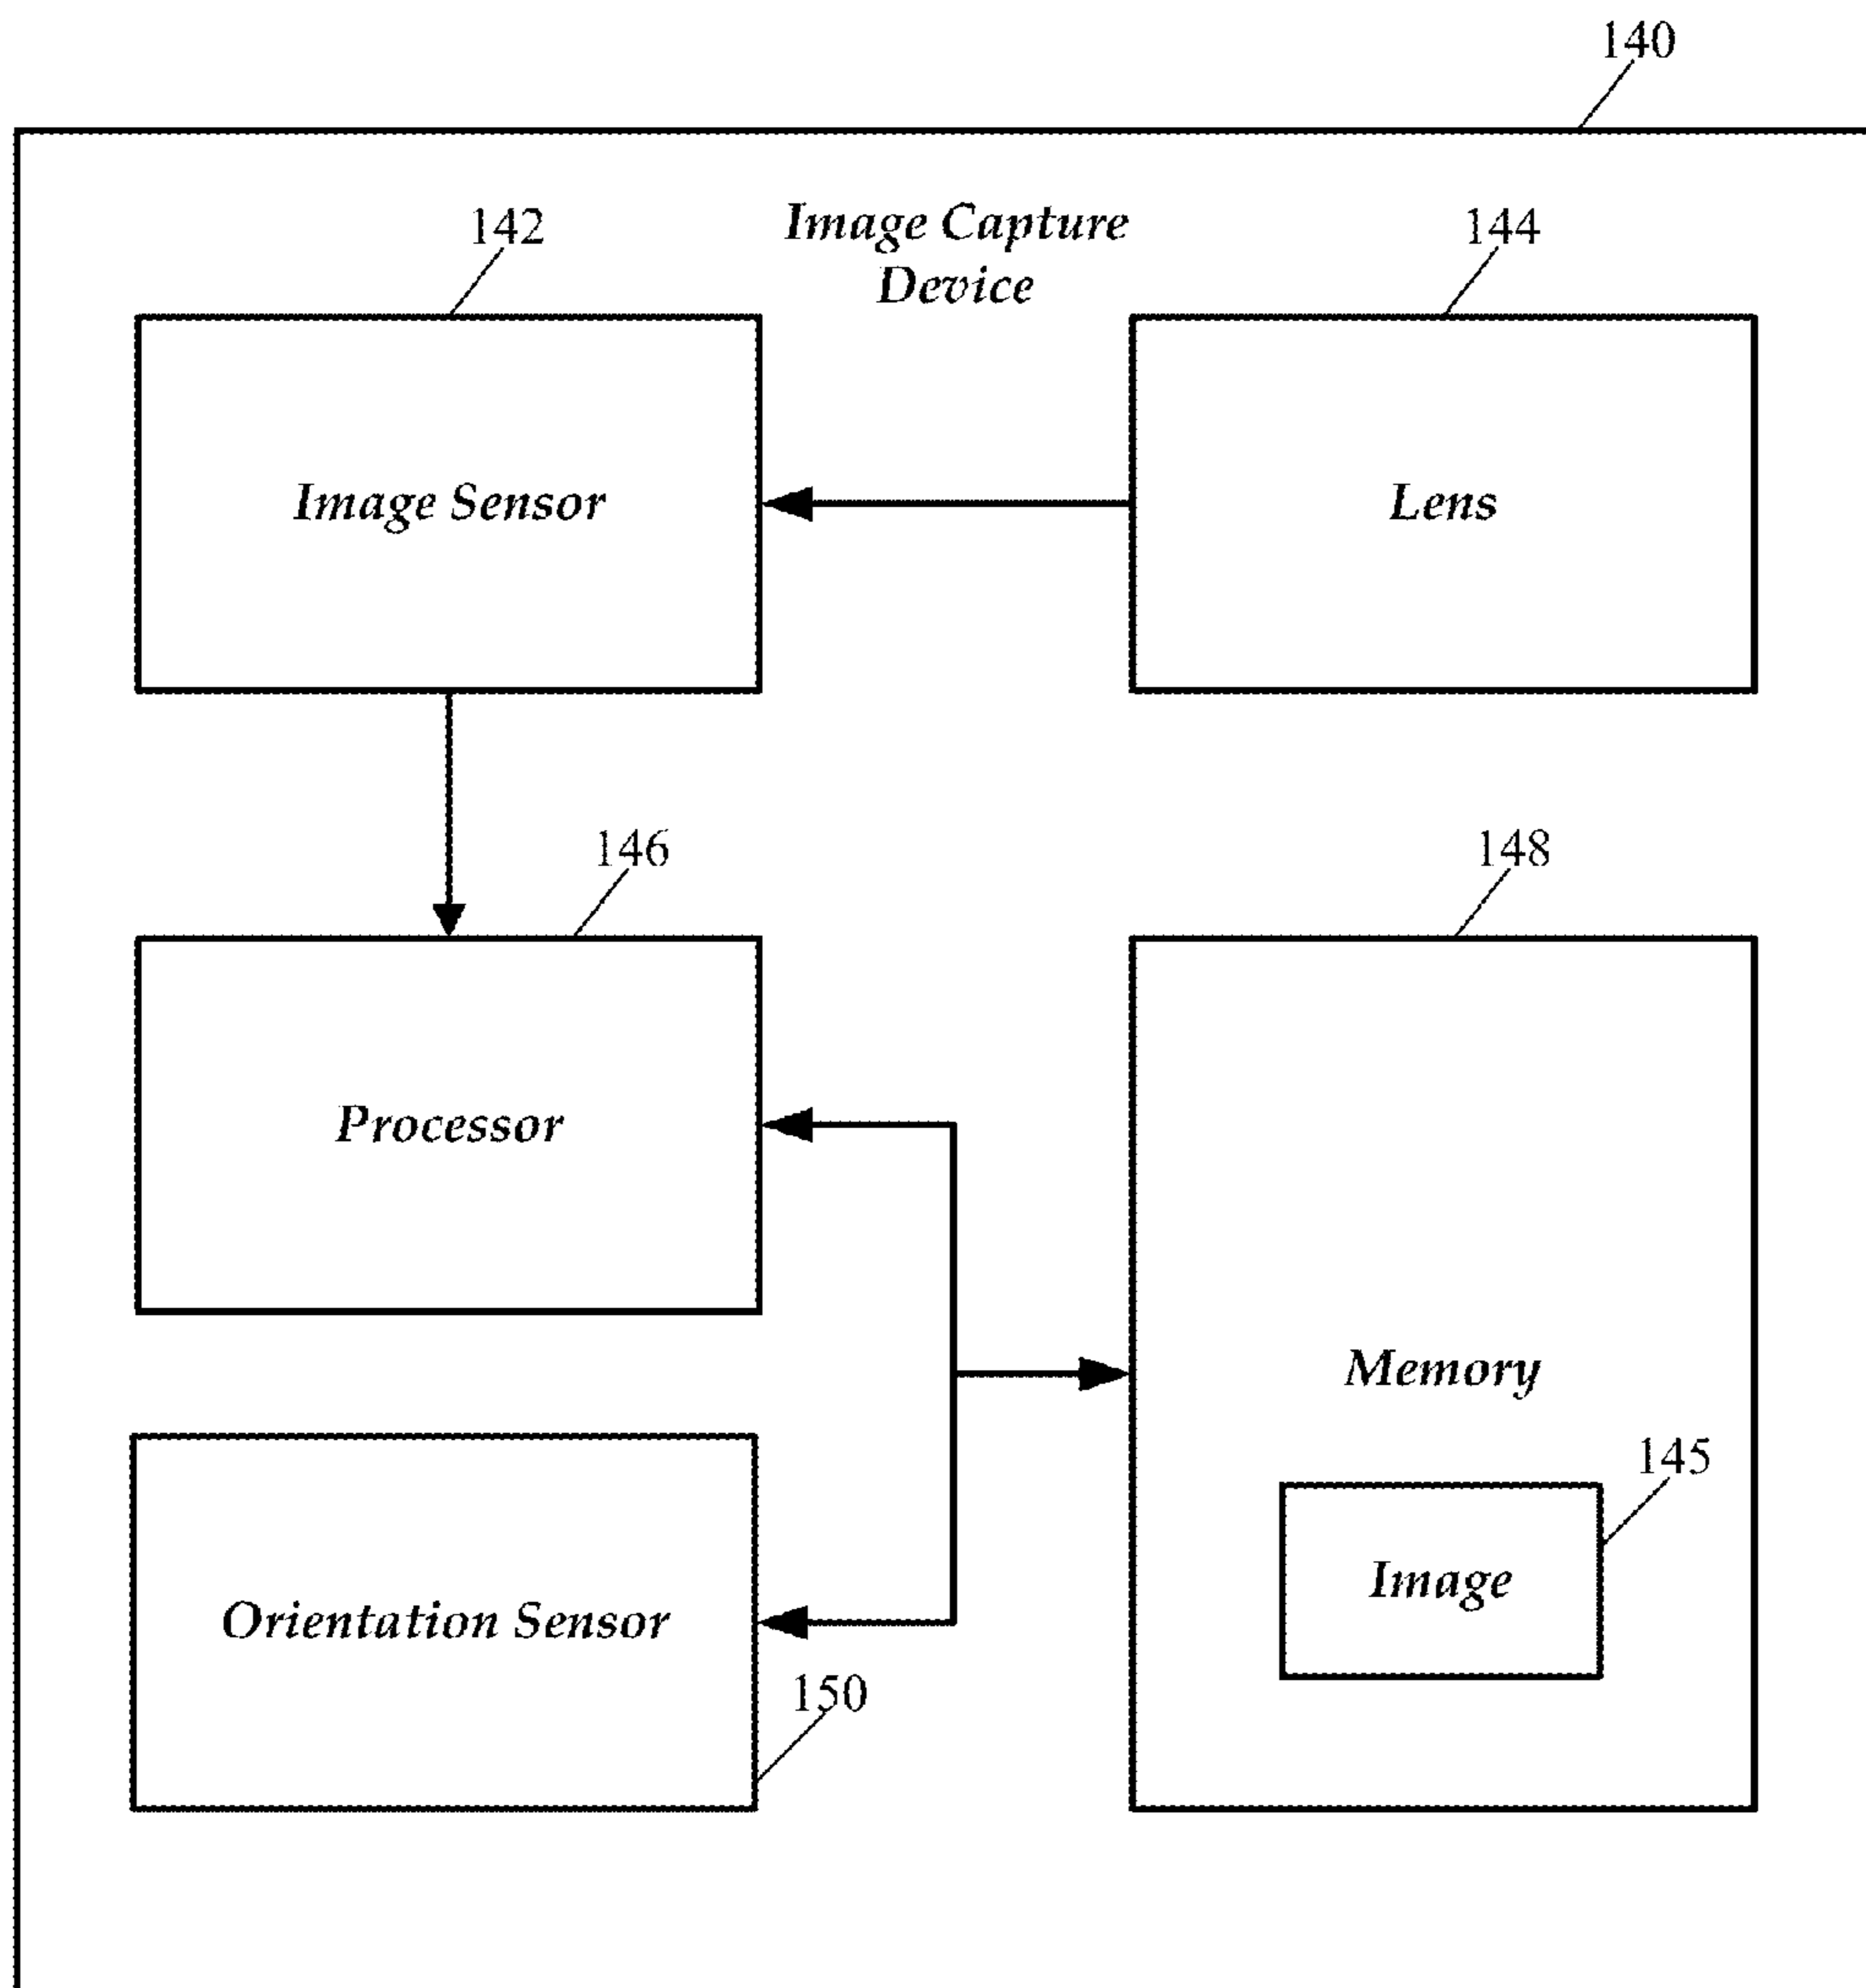 140
142
Image Capture
Device
144
Image Sensor
Lens
146
148
Processor
Memory
145
Image
Orientation Sensor
150